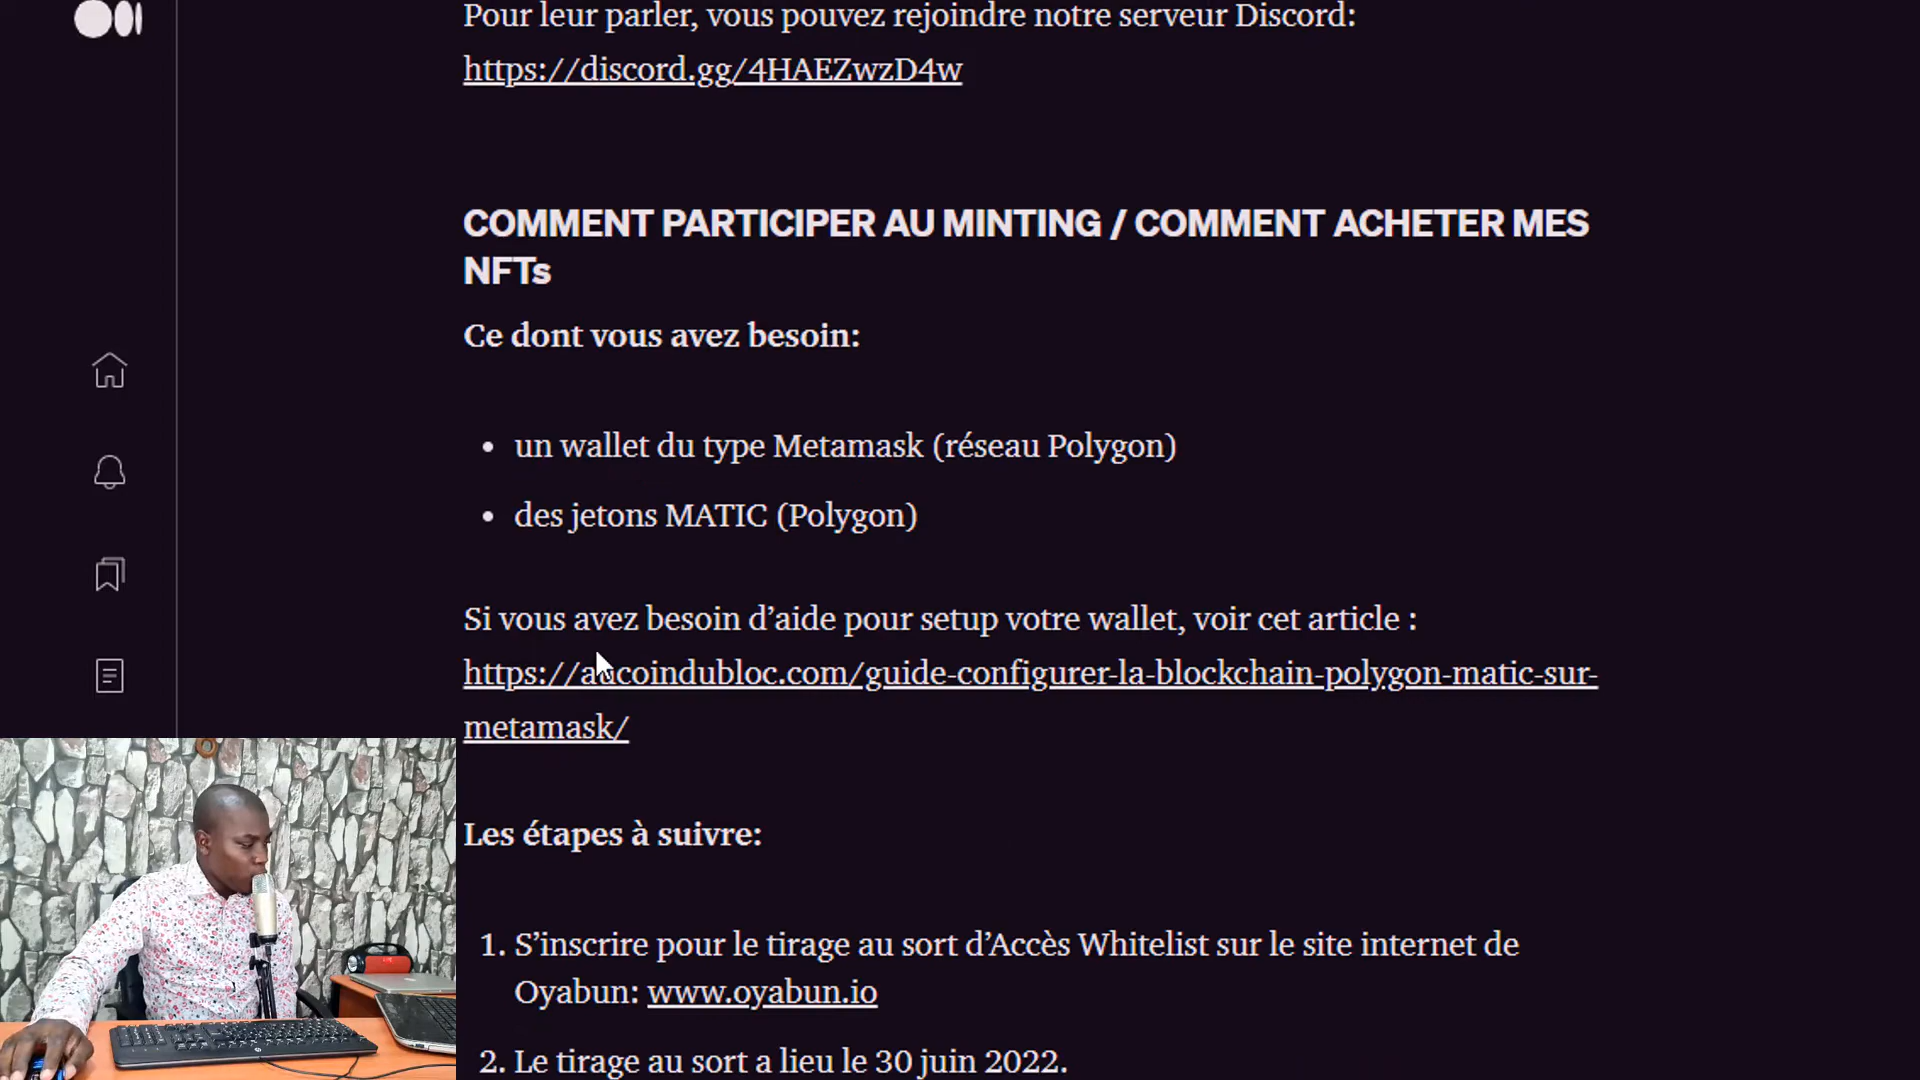 Pour leur parler, vous pouvez rejoindre notre serveur Discord:
https://discord.gg/4HAEZwzD4w
COMMENT PARTICIPER AU MINTING / COMMENT ACHETER MES
NFTs
Ce dont vous avez besoin:
• un wallet du type Metamask (réseau Polygon)
• des jetons MATIC (Polygon)
Si vous avez besoin d’aide pour setup votre wallet, voir cet article :
https://aucoindubloc.com/guide-configurer-la-blockchain-polygon-matic-sur-
metamask/
Les étapes à suivre:
1. S’inscrire pour le tirage au sort d’Accès Whitelist sur le site internet de
Oyabun: www.oyabun.io
2. Le tirage au sort a lieu le 30 juin 2022.